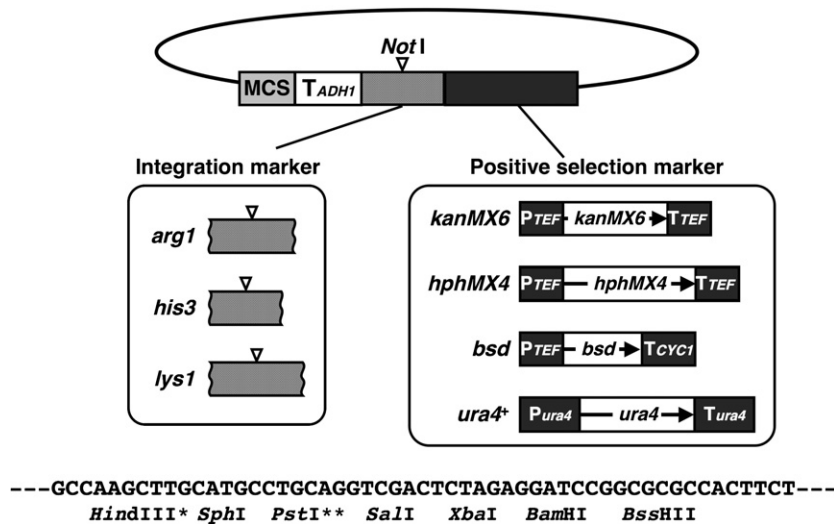 Not I
MCS TADH1
Integration marker
Positive selection marker
arg1
his3
lys1
kanMX6 PTEF kanMX6 TTEF
hphMX4 PTEF hphMX4 TTEF
bsd PTEF bsd TCYC1
ura4+ Pura4 ura4 Tura4
---GCCAAGCTTGCATGCCTGCAGGTCGACTCTAGAGGATCCGGCGCGCCACTTCT---
HindIII* SphI PstI** SalI XbaI BamHI BssHII